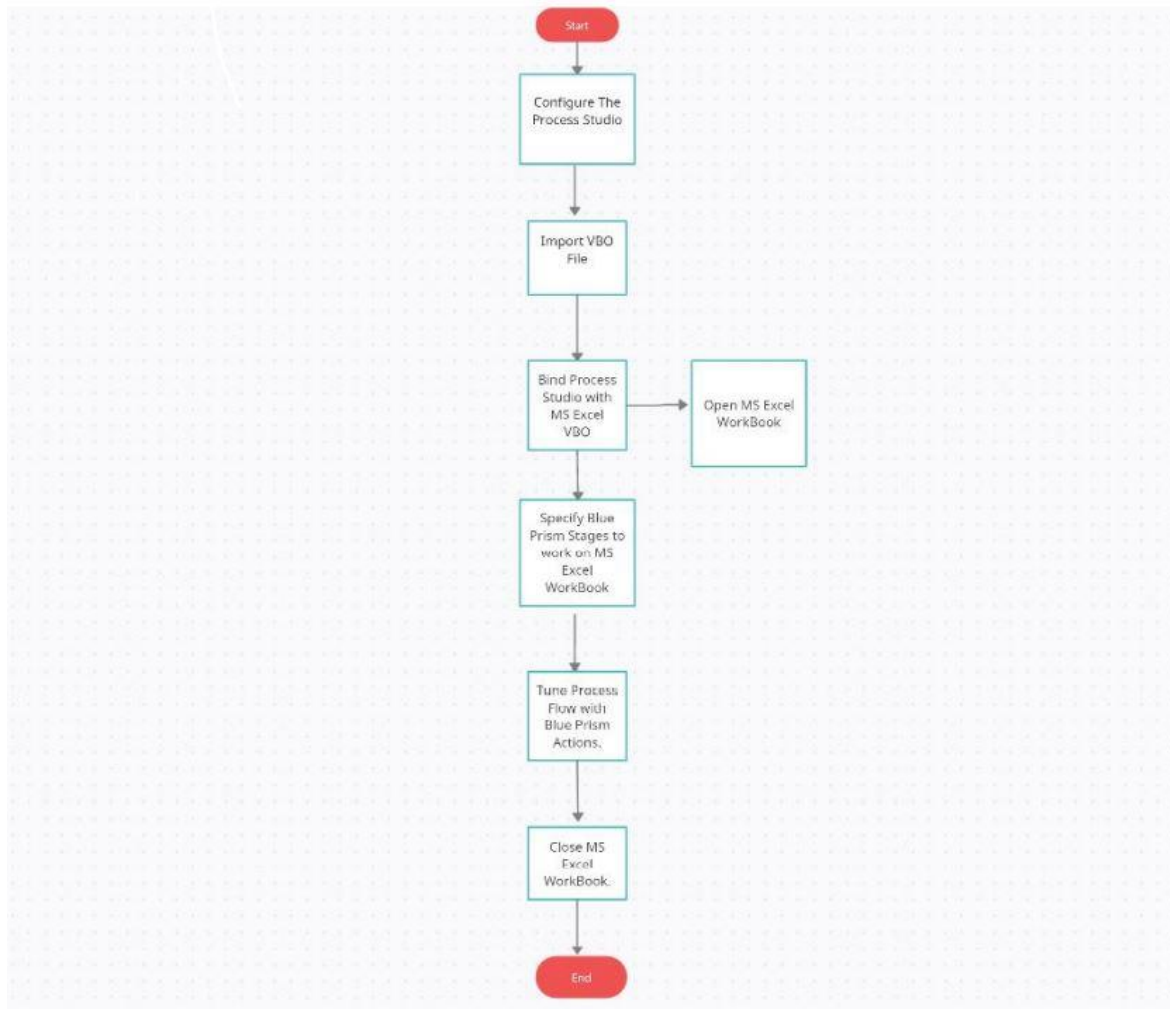 Start
Configure The
Process Studio
Import VBO
File
Bind Process
Studio with
MS Excel
VBO
Open MS Excel
WorkBook
Specify Blue
Prism Stages to
work on MS
Excel
WorkBook
Tune Process
Flow with
Blue Prism
Actions.
Close MS
Excel
WorkBook.
End